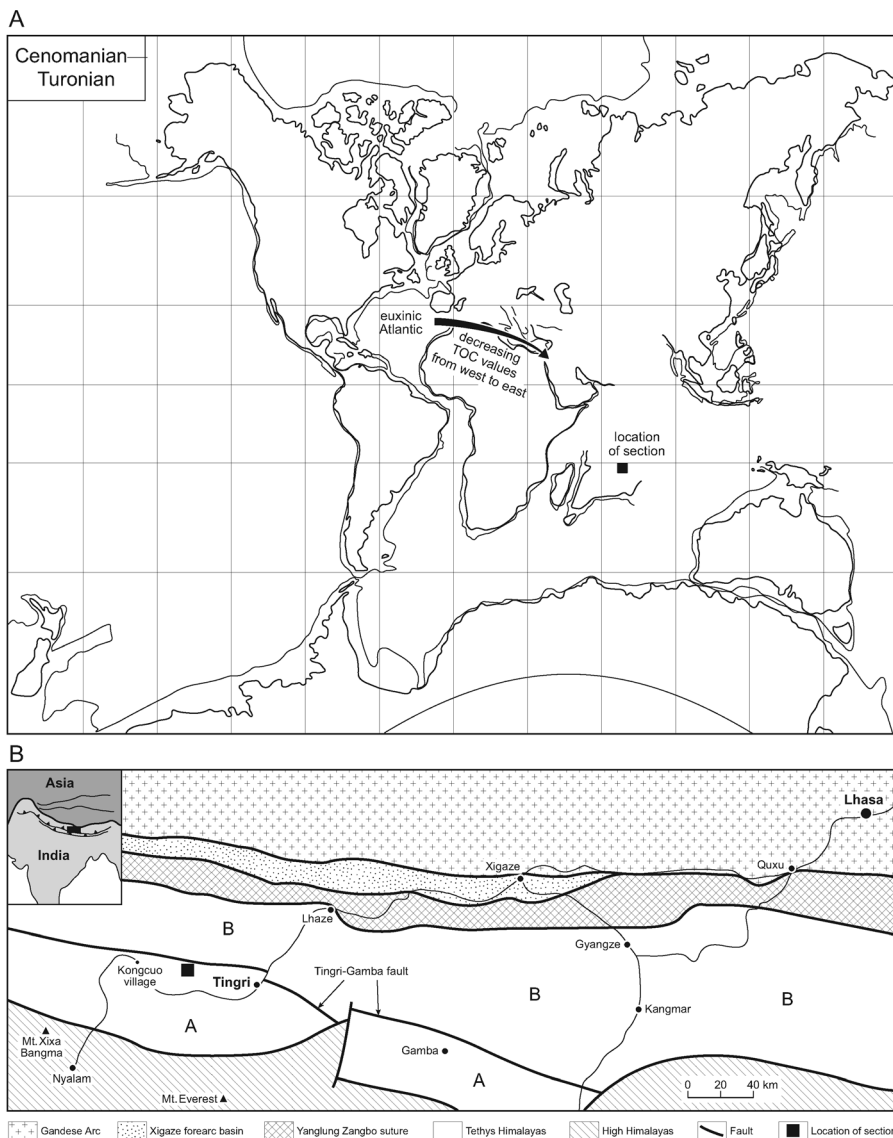 A
Cenomanian
Turonian
euxinic
Atlantic
decreasing
TOC values
from west to east
location
of section
B
Asia
India
Lhasa
Xigaze
Quxu
Lhaze
B
Gyangze
Kongcuo
village
Tingri
Tingri-Gamba fault
B
B
Kangmar
A
Mt. Xixa
Bangma
Nyalam
Gamba
A
Mt. Everest
0 20 40 km
Gandese Arc
Xigaze forearc basin
Yanglung Zangbo suture
Tethys Himalayas
High Himalayas
Fault
Location of section